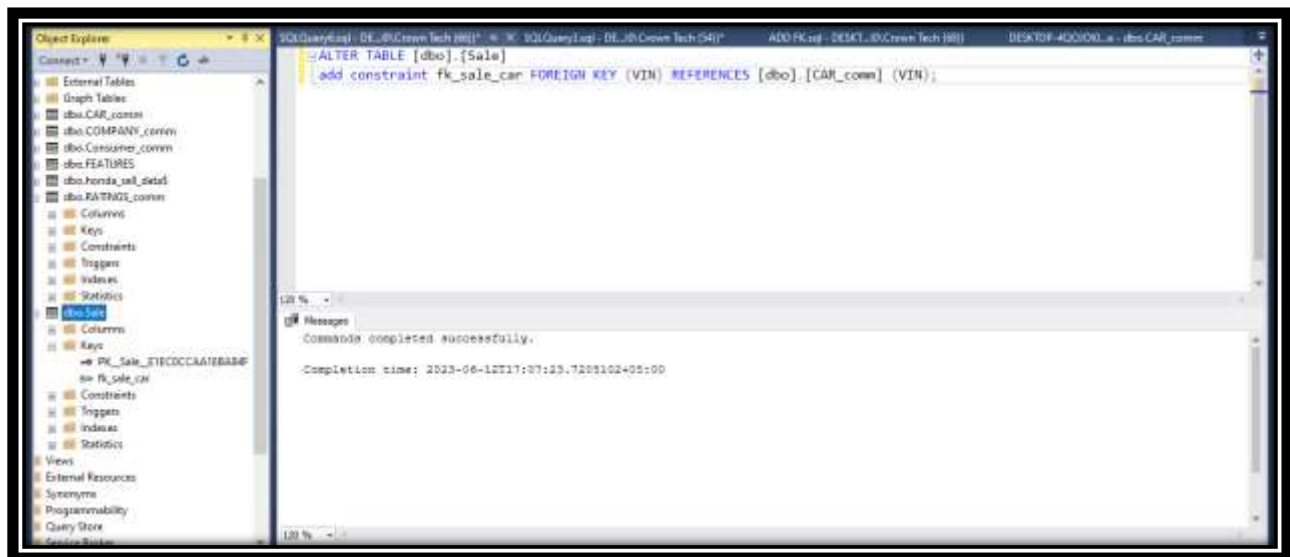 Object Explorer
Connect
External Tables
Graph Tables
dbo.CAR_comm
dbo.COMPANY_comm
dbo.Consumer_comm
dbo.FEATURES
dbo.honda_sell_data$
dbo.RATINGS_comm
Columns
Keys
Constraints
Triggers
Indexes
Statistics
dbo.Sale
Columns
Keys
fk_sale_car
Constraints
Triggers
Indexes
Statistics
Views
External Resources
Synonyms
Programmability
Query Store
Service Broker
ALTER TABLE [dbo].[Sale]
add constraint fk_sale_car FOREIGN KEY (VIN) REFERENCES [dbo].[CAR_comm] (VIN);
120 %
Messages
Commands completed successfully.
Completion time: 2023-06-12T17:07:23.7205102+05:00
120 %